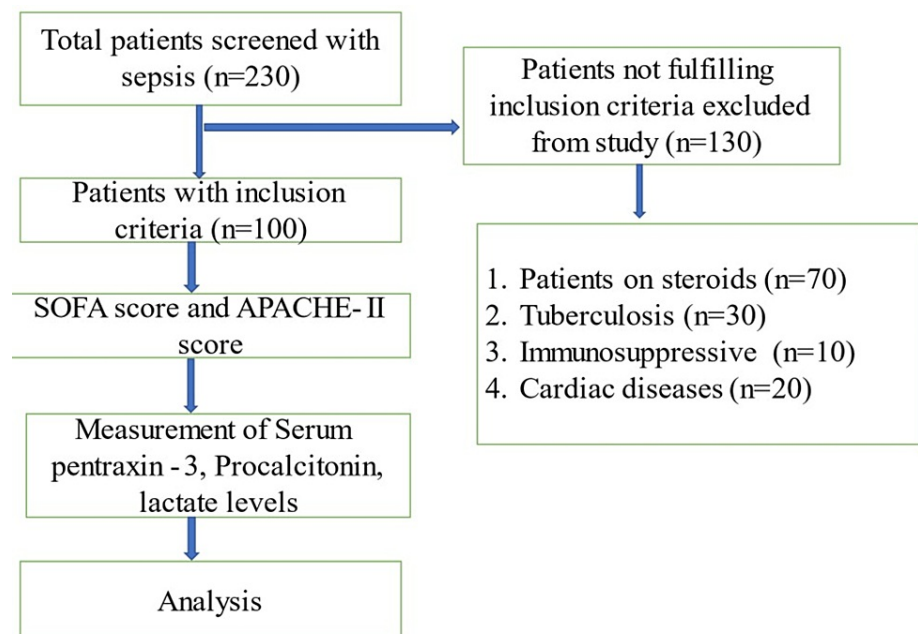 Total patients screened with
sepsis (n=230)
Patients not fulfilling
inclusion criteria excluded
from study (n=130)
Patients with inclusion
criteria (n=100)
1. Patients on steroids (n=70)
2. Tuberculosis (n=30)
3. Immunosuppressive (n=10)
4. Cardiac diseases (n=20)
SOFA score and APACHE-II
score
Measurement of Serum
pentraxin -3, Procalcitonin,
lactate levels
Analysis